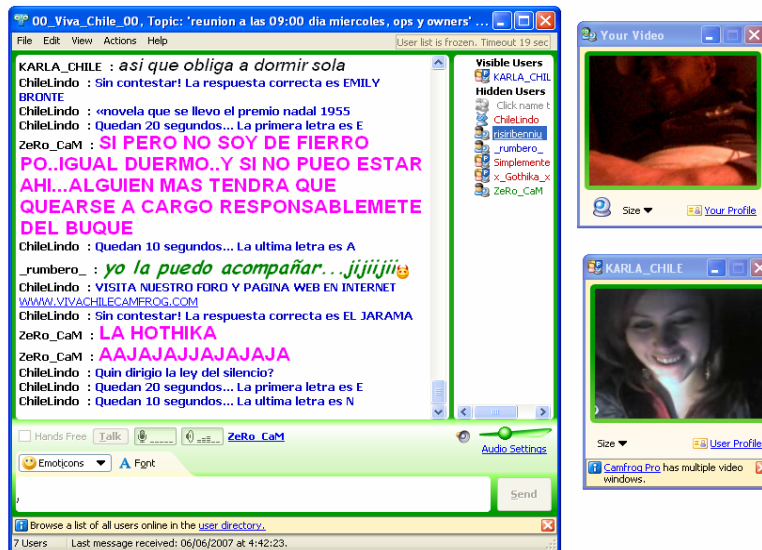 00_Viva_Chile_00, Topic: 'reunion a las 09:00 dia miercoles, ops y owners' ...
File Edit View Actions Help
User list is frozen. Timeout 19 sec
KARLA_CHILE : asi que obliga a dormir sola
ChileLindo : Sin contestar! La respuesta correcta es EMILY
BRONTE
ChileLindo : «novela que se llevo el premio nadal 1955
ChileLindo : Quedan 20 segundos... La primera letra es E
ZeRo_CaM : SI PERO NO SOY DE FIERRO
PO..IGUAL DUERMO..Y SI NO PUEO ESTAR
AHI...ALGUIEN MAS TENDRA QUE
QUEARSE A CARGO RESPONSABLEMETE
DEL BUQUE
ChileLindo : Quedan 10 segundos... La ultima letra es A
_rumbero_ : yo la puedo acompañar...jijiijii
ChileLindo : VISITA NUESTRO FORO Y PAGINA WEB EN INTERNET
WWW.VIVACHILECAMFROG.COM
ChileLindo : Sin contestar! La respuesta correcta es EL JARAMA
ZeRo_CaM : LA HOTHIKA
ZeRo_CaM : AAJAJAJJAJAJAJA
ChileLindo : Quin dirigio la ley del silencio?
ChileLindo : Quedan 20 segundos... La primera letra es E
ChileLindo : Quedan 10 segundos... La ultima letra es N
Visible Users
KARLA_CHIL
Hidden Users
Click name t
ChileLindo
risiribenniu
_rumbero_
Simplemente
x_Gothika_x
ZeRo_CaM
Hands Free Talk ZeRo_CaM
Audio Settings
Emoticons A Font
,
Send
Browse a list of all users online in the user directory.
7 Users Last message received: 06/06/2007 at 4:42:23.
Your Video
Size Your Profile
KARLA_CHILE
Size User Profile
Camfrog Pro has multiple video
windows.